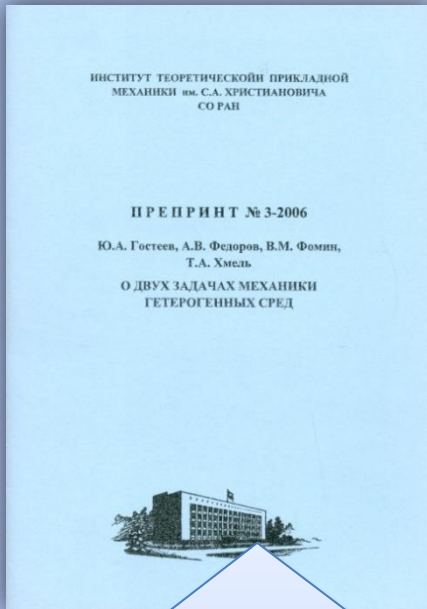 ИНСТИТУТ ТЕОРЕТИЧЕСКОЙИ ПРИКЛАДНОЙ
МЕХАНИКИ им. С.А. ХРИСТИАНОВИЧА
СО РАН
ПРЕПРИНТ № 3-2006
Ю.А. Гостеев, А.В. Федоров, В.М. Фомин,
Т.А. Хмель
О ДВУХ ЗАДАЧАХ МЕХАНИКИ
ГЕТЕРОГЕННЫХ СРЕД